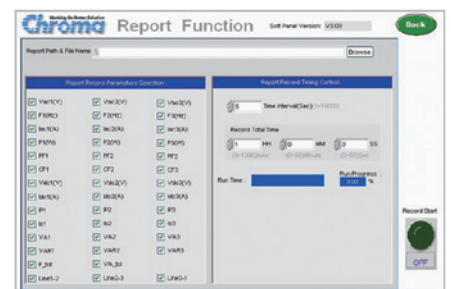 Chroma Report Function Soft Panel Version: V3.00 Back
Report Path & File Name Browse
Report Record Parameters Selection Report Record Timing Control
Vac1(V) Vac2(V) Vac3(V)
F1(Hz) F2(Hz) F3(Hz)
5 Time Interval(Sec)
Iac1(A) Iac2(A) Iac3(A)
Record Total Time
P1(W) P2(W) P3(W)
1 HH 0 MM 0 SS
PF1 PF2 PF3
CF1 CF2 CF3
Vdc1(V) Vdc2(V) Vdc3(V)
Run Time : Run Progress : 0.00 %
Idc1(A) Idc2(A) Idc3(A)
IP1 IP2 IP3
Is1 Is2 Is3
VA1 VA2 VA3
VAR1 VAR2 VAR3
P_tot VA_tot
Line1-2 Line2-3 Line3-1
Record Start
OFF